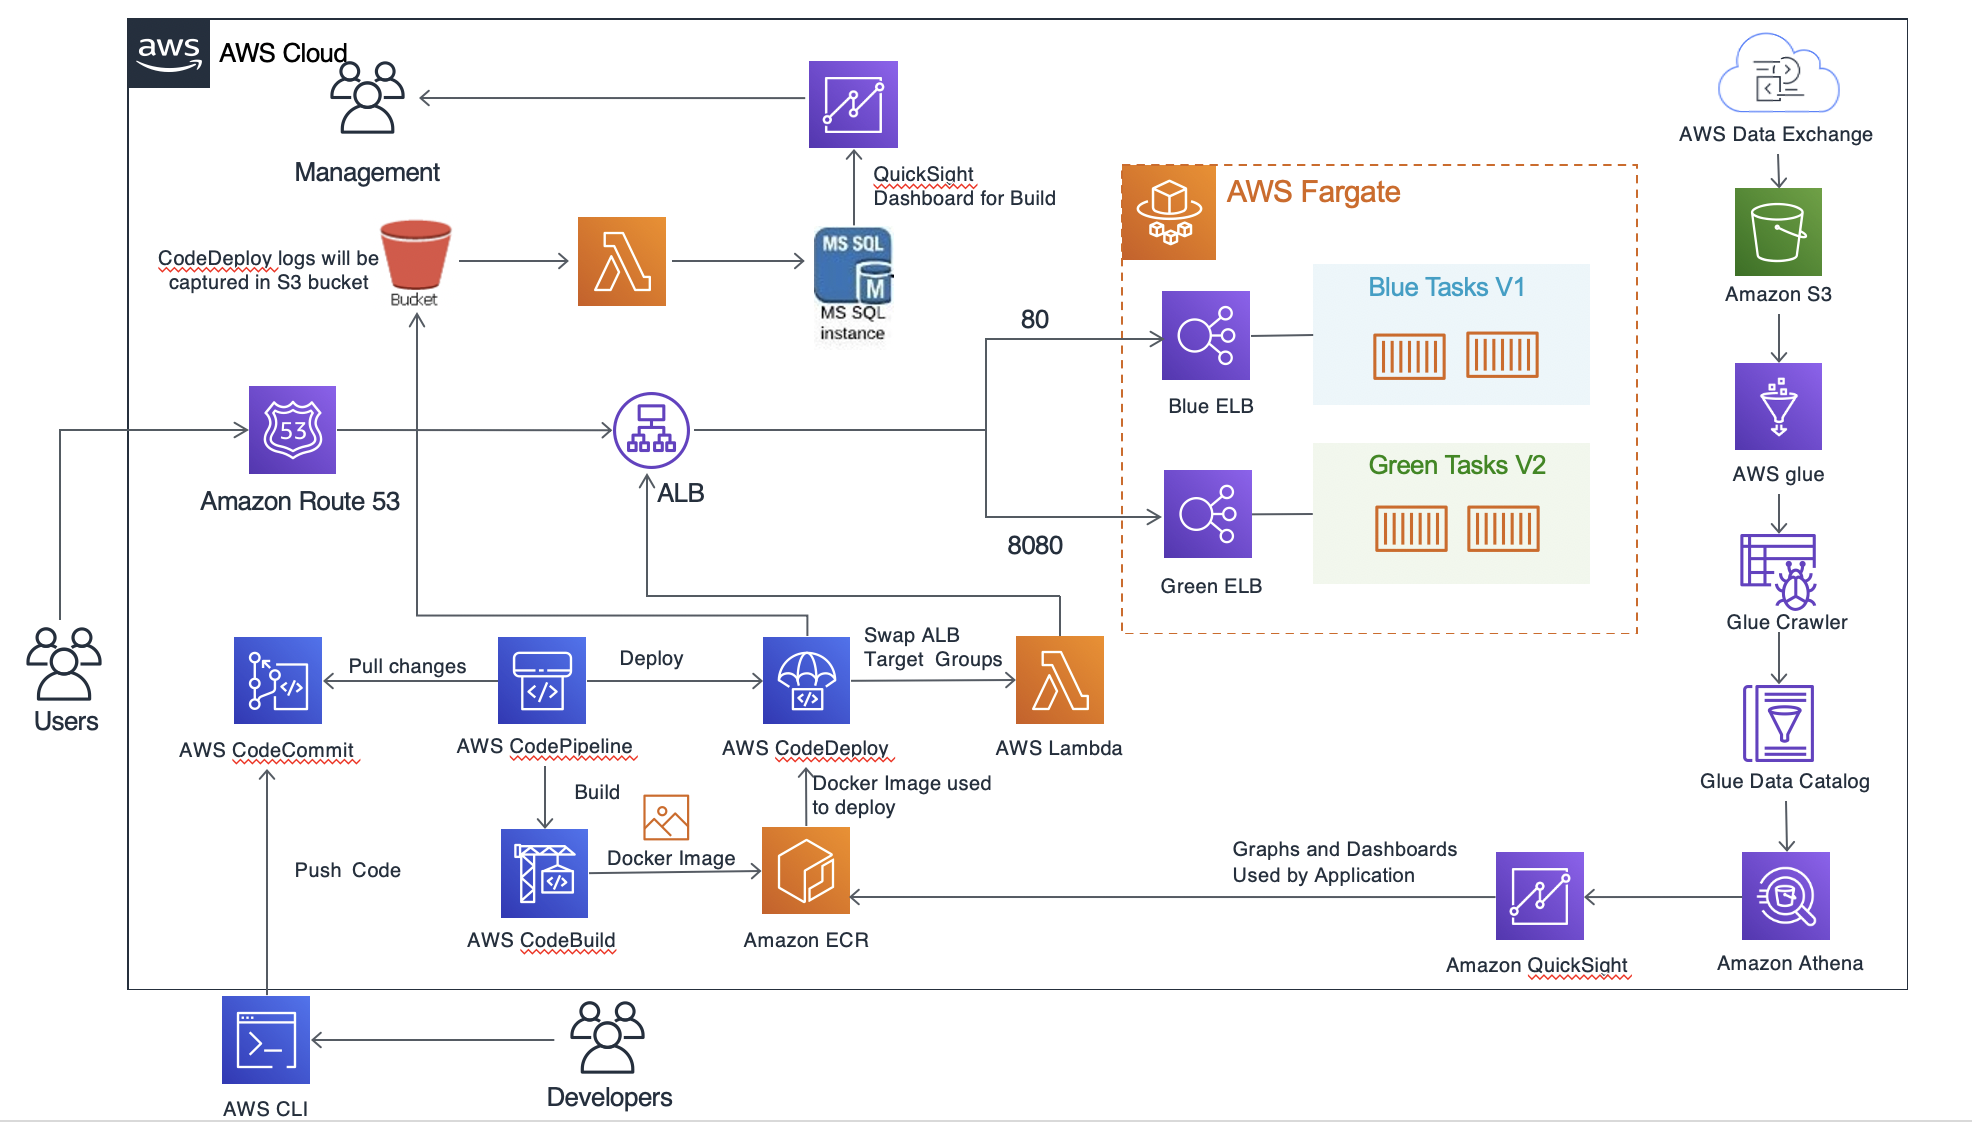 aws
AWS Cloud
Management
QuickSight
Dashboard for Build
AWS Data Exchange
AWS Fargate
CodeDeploy logs will be
captured in S3 bucket
Bucket
MS SQL
M
MS SQL
instance
Blue Tasks V1
Amazon S3
80
Blue ELB
53
Amazon Route 53
ALB
Green Tasks V2
AWS glue
8080
Green ELB
Glue Crawler
Users
Pull changes
Deploy
Swap ALB
Target Groups
AWS CodeCommit
AWS CodePipeline
AWS CodeDeploy
AWS Lambda
Glue Data Catalog
Build
Docker Image used
to deploy
Docker Image
Push Code
Graphs and Dashboards
Used by Application
AWS CodeBuild
Amazon ECR
Amazon QuickSight
Amazon Athena
Developers
AWS CLI